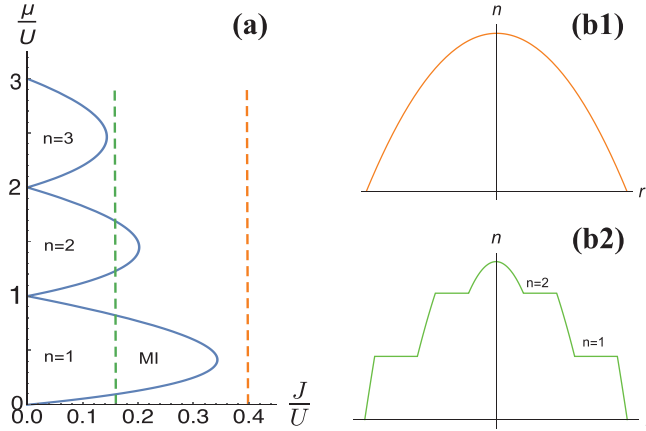 μ/U
(a)
3
n=3
2
n=2
1
n=1
MI
0
0.0 0.1 0.2 0.3 0.4
J/U
(b1)
n
r
(b2)
n
n=2
n=1
r